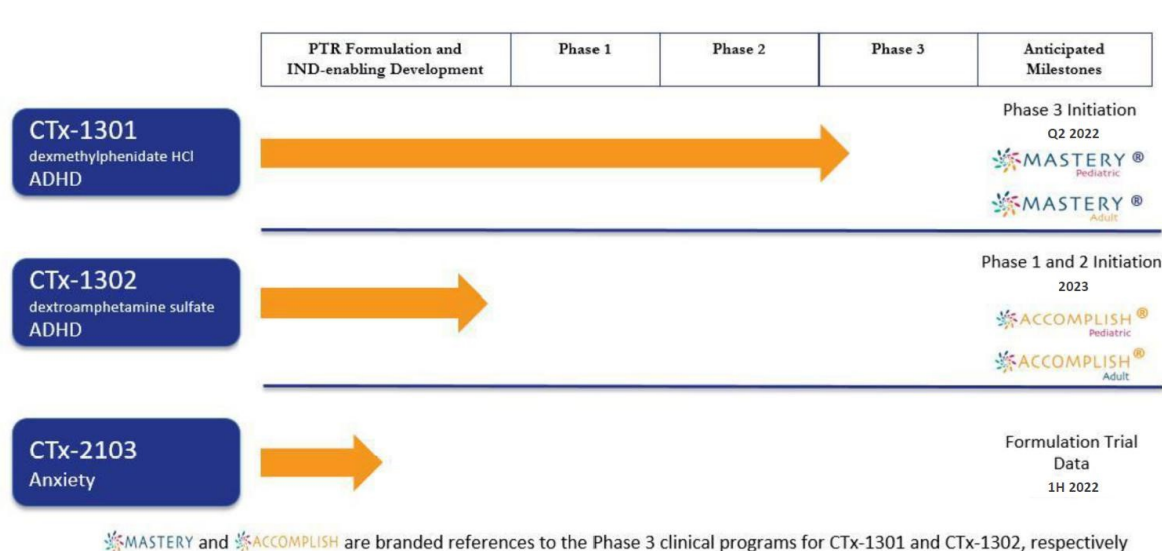 PTR Formulation and
IND-enabling Development
Phase 1
Phase 2
Phase 3
Anticipated
Milestones
CTx-1301
dexmethylphenidate HCl
ADHD
Phase 3 Initiation
Q2 2022
MASTERY ®
Pediatric
MASTERY ®
Adult
CTx-1302
dextroamphetamine sulfate
ADHD
Phase 1 and 2 Initiation
2023
ACCOMPLISH ®
Pediatric
ACCOMPLISH ®
Adult
CTx-2103
Anxiety
Formulation Trial
Data
1H 2022
MASTERY and ACCOMPLISH are branded references to the Phase 3 clinical programs for CTx-1301 and CTx-1302, respectively